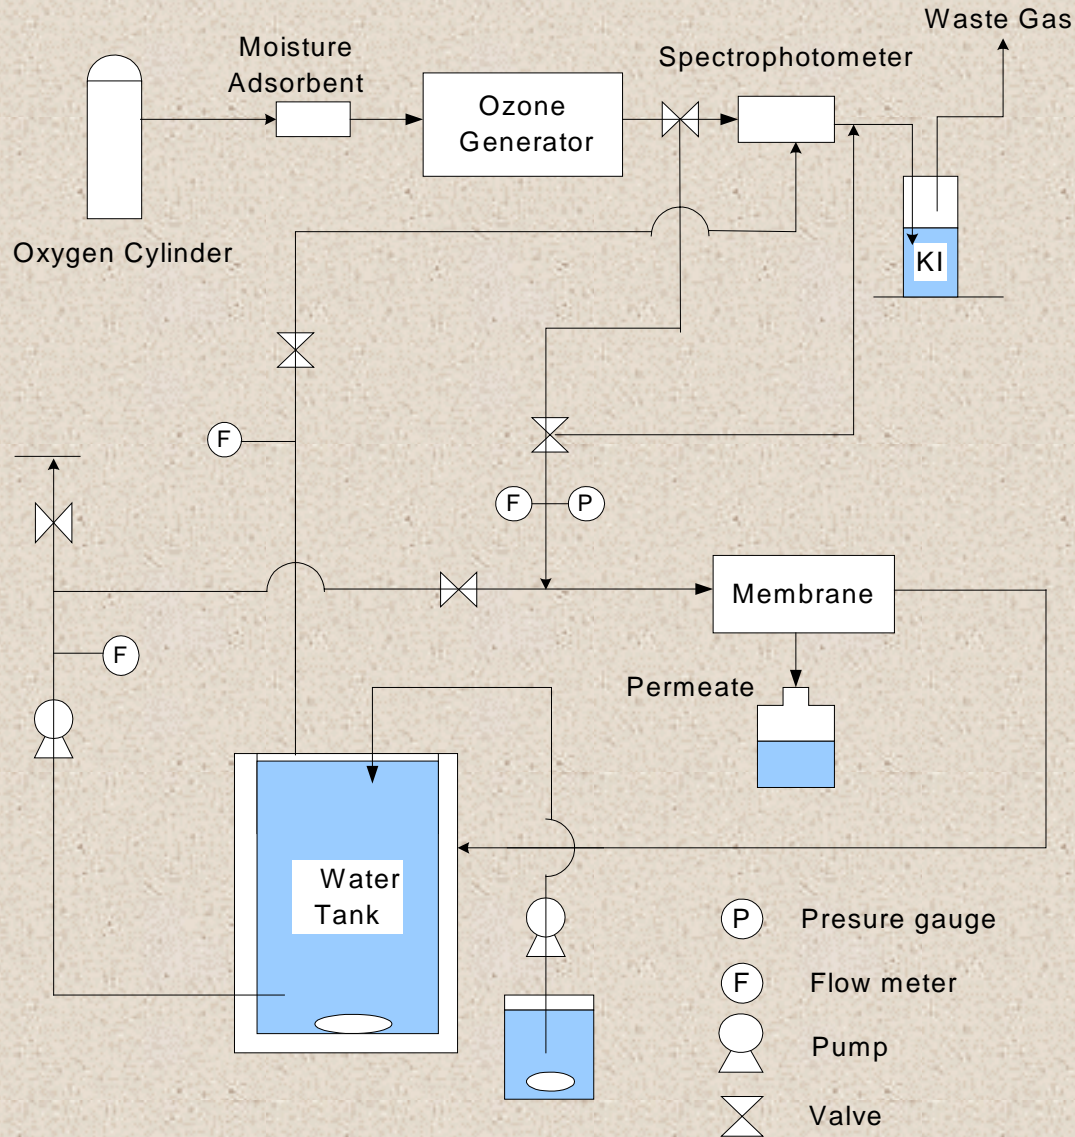 Waste Gas
Moisture
Adsorbent
Spectrophotometer
Ozone
Generator
Oxygen Cylinder
KI
F
F
P
F
Membrane
Permeate
Water
Tank
P
Presure gauge
F
Flow meter
Pump
Valve